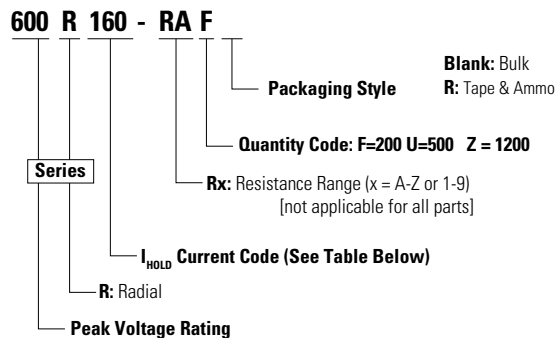 600 R 160 - RA F
Blank: Bulk
Packaging Style
R: Tape & Ammo
Quantity Code: F=200 U=500 Z = 1200
Series
Rx: Resistance Range (x = A-Z or 1-9)
[not applicable for all parts]
IHOLD Current Code (See Table Below)
R: Radial
Peak Voltage Rating